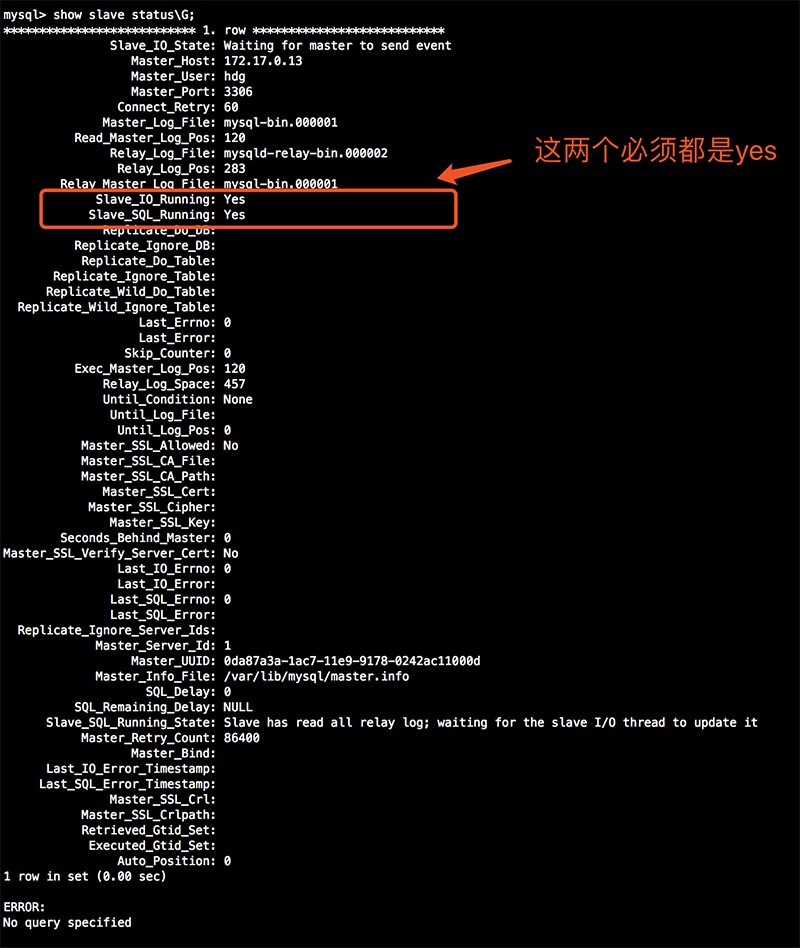 mysql> show slave status\G;
*************************** 1. row ***************************
Slave_IO_State: Waiting for master to send event
Master_Host: 172.17.0.13
Master_User: hdg
Master_Port: 3306
Connect_Retry: 60
Master_Log_File: mysql-bin.000001
Read_Master_Log_Pos: 120
Relay_Log_File: mysqld-relay-bin.000002
Relay_Log_Pos: 283
Relay_Master_Log_File: mysql-bin.000001
Slave_IO_Running: Yes
Slave_SQL_Running: Yes
这两个必须都是yes
Replicate_Do_DB:
Replicate_Ignore_DB:
Replicate_Do_Table:
Replicate_Ignore_Table:
Replicate_Wild_Do_Table:
Replicate_Wild_Ignore_Table:
Last_Errno: 0
Last_Error:
Skip_Counter: 0
Exec_Master_Log_Pos: 120
Relay_Log_Space: 457
Until_Condition: None
Until_Log_File:
Until_Log_Pos: 0
Master_SSL_Allowed: No
Master_SSL_CA_File:
Master_SSL_CA_Path:
Master_SSL_Cert:
Master_SSL_Cipher:
Master_SSL_Key:
Seconds_Behind_Master: 0
Master_SSL_Verify_Server_Cert: No
Last_IO_Errno: 0
Last_IO_Error:
Last_SQL_Errno: 0
Last_SQL_Error:
Replicate_Ignore_Server_Ids:
Master_Server_Id: 1
Master_UUID: 0da87a3a-1ac7-11e9-9178-0242ac11000d
Master_Info_File: /var/lib/mysql/master.info
SQL_Delay: 0
SQL_Remaining_Delay: NULL
Slave_SQL_Running_State: Slave has read all relay log; waiting for the slave I/O thread to update it
Master_Retry_Count: 86400
Master_Bind:
Last_IO_Error_Timestamp:
Last_SQL_Error_Timestamp:
Master_SSL_Crl:
Master_SSL_Crlpath:
Retrieved_Gtid_Set:
Executed_Gtid_Set:
Auto_Position: 0
1 row in set (0.00 sec)
ERROR:
No query specified